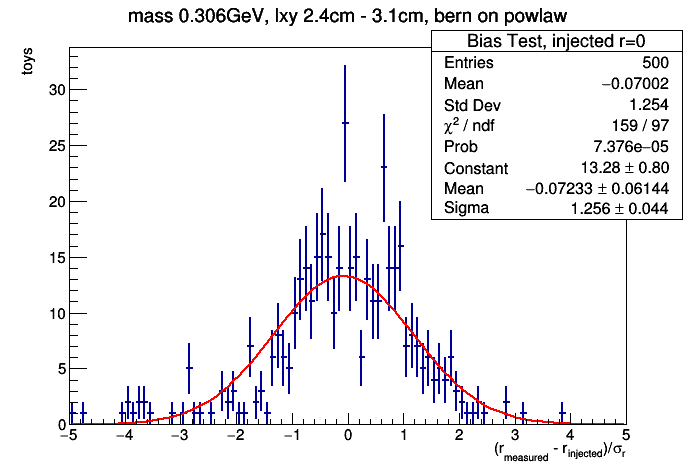 mass 0.306GeV, lxy 2.4cm - 3.1cm, bern on powlaw
Bias Test, injected r=0
Entries 500
Mean −0.07002
Std Dev 1.254
χ² / ndf 159 / 97
Prob 7.376e−05
Constant 13.28 ± 0.80
Mean −0.07233 ± 0.06144
Sigma 1.256 ± 0.044
toys
30
25
20
15
10
5
0
−5 −4 −3 −2 −1 0 1 2 3 4 5
(r_measured - r_injected)/σ_r